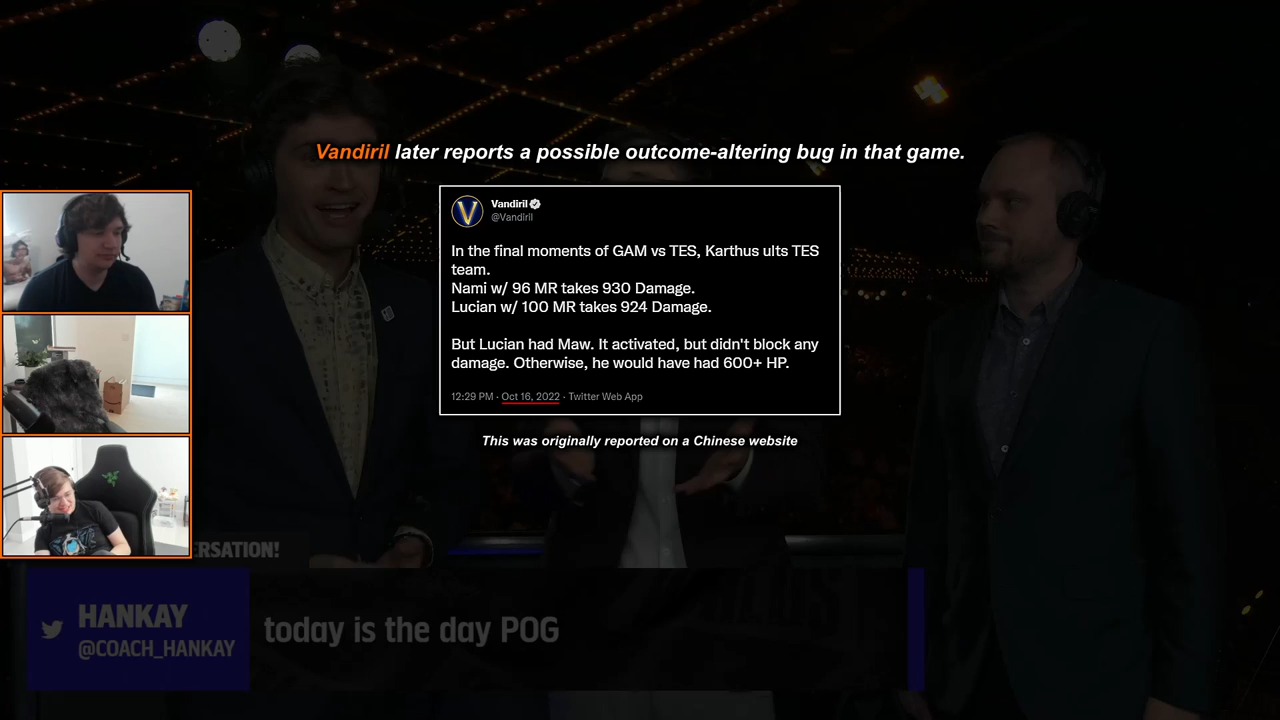 Vandiril later reports a possible outcome-altering bug in that game.
Vandiril
@Vandiril
In the final moments of GAM vs TES, Karthus ults TES
team.
Nami w/ 96 MR takes 930 Damage.
Lucian w/ 100 MR takes 924 Damage.
But Lucian had Maw. It activated, but didn't block any
damage. Otherwise, he would have had 600+ HP.
12:29 PM · Oct 16, 2022 · Twitter Web App
This was originally reported on a Chinese website
ERSATION!
HANKAY
@COACH_HANKAY
today is the day POG